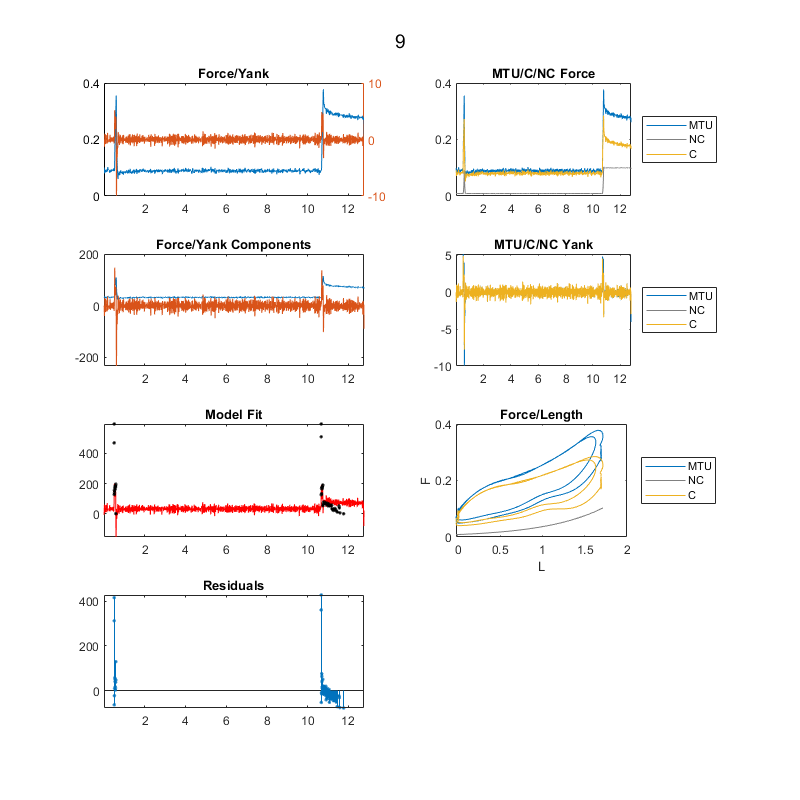 9
Force/Yank
0.4
0.2
0
10
0
-10
2 4 6 8 10 12
MTU/C/NC Force
0.4
0.2
0
2 4 6 8 10 12
MTU
NC
C
Force/Yank Components
200
0
-200
2 4 6 8 10 12
MTU/C/NC Yank
5
0
-5
-10
2 4 6 8 10 12
MTU
NC
C
Model Fit
400
200
0
2 4 6 8 10 12
Force/Length
0.4
0.2
0
F
0 0.5 1 1.5 2
L
MTU
NC
C
Residuals
400
200
0
2 4 6 8 10 12